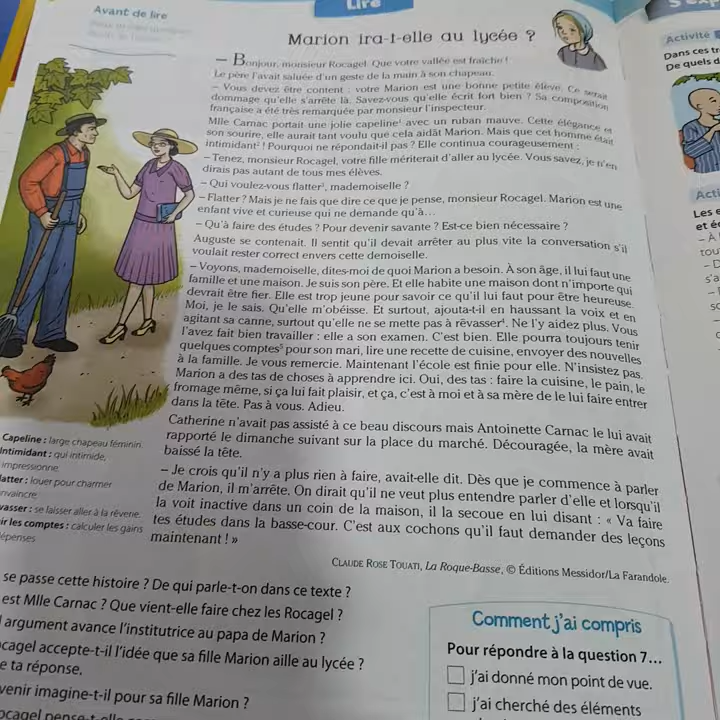 Avant de lire
Lire
Marion ira-t-elle au lycée ?
– Bonjour, monsieur Rocagel. Que votre vallée est fraîche !
Le père l'avait saluée d'un geste de la main à son chapeau.
– Vous devez être content : votre Marion est une bonne petite élève. Ce serait
dommage qu'elle s'arrête là. Savez-vous qu'elle écrit fort bien ? Sa composition
française a été très remarquée par monsieur l'inspecteur.
Mlle Carnac portait une jolie capeline¹ avec un ruban mauve. Cette élégance et
son sourire, elle aurait tant voulu que cela aidât Marion. Mais que cet homme était
intimidant² ! Pourquoi ne répondait-il pas ? Elle continua courageusement :
– Tenez, monsieur Rocagel, votre fille mériterait d'aller au lycée. Vous savez, je n'en
dirais pas autant de tous mes élèves.
– Qui voulez-vous flatter³, mademoiselle ?
– Flatter ? Mais je ne fais que dire ce que je pense, monsieur Rocagel. Marion est une
enfant vive et curieuse qui ne demande qu'à…
– Qu'à faire des études ? Pour devenir savante ? Est-ce bien nécessaire ?
Auguste se contenait. Il sentit qu'il devait arrêter au plus vite la conversation s'il
voulait rester correct envers cette demoiselle.
– Voyons, mademoiselle, dites-moi de quoi Marion a besoin. À son âge, il lui faut une
famille et une maison. Je suis son père. Et elle habite une maison dont n'importe qui
devrait être fier. Elle est trop jeune pour savoir ce qu'il lui faut pour être heureuse.
Moi, je le sais. Qu'elle m'obéisse. Et surtout, ajouta-t-il en haussant la voix et en
agitant sa canne, surtout qu'elle ne se mette pas à rêvasser⁴. Ne l'y aidez plus. Vous
l'avez fait bien travailler : elle a son examen. C'est bien. Elle pourra toujours tenir
quelques comptes⁵ pour son mari, lire une recette de cuisine, envoyer des nouvelles
à la famille. Je vous remercie. Maintenant l'école est finie pour elle. N'insistez pas.
Marion a des tas de choses à apprendre ici. Oui, des tas : faire la cuisine, le pain, le
fromage même, si ça lui fait plaisir, et ça, c'est à moi et à sa mère de le lui faire entrer
dans la tête. Pas à vous. Adieu.
Catherine n'avait pas assisté à ce beau discours mais Antoinette Carnac le lui avait
rapporté le dimanche suivant sur la place du marché. Découragée, la mère avait
baissé la tête.
– Je crois qu'il n'y a plus rien à faire, avait-elle dit. Dès que je commence à parler
de Marion, il m'arrête. On dirait qu'il ne veut plus entendre parler d'elle et lorsqu'il
la voit inactive dans un coin de la maison, il la secoue en lui disant : « Va faire
tes études dans la basse-cour. C'est aux cochons qu'il faut demander des leçons
maintenant ! »
Claude Rose Touati, La Roque-Basse, © Éditions Messidor/La Farandole.
Capeline : large chapeau féminin.
Intimidant : qui intimide,
impressionne.
latter : louer pour charmer
nvaincre.
vasser : se laisser aller à la rêverie.
ir les comptes : calculer les gains
épenses
se passe cette histoire ? De qui parle-t-on dans ce texte ?
est Mlle Carnac ? Que vient-elle faire chez les Rocagel ?
argument avance l'institutrice au papa de Marion ?
cagel accepte-t-il l'idée que sa fille Marion aille au lycée ?
e ta réponse.
venir imagine-t-il pour sa fille Marion ?
Comment j'ai compris
Pour répondre à la question 7…
j'ai donné mon point de vue.
j'ai cherché des éléments
Activité
Dans ces tr
De quels d
Acti
Les e
et éc
– À
tou
– D
s'a